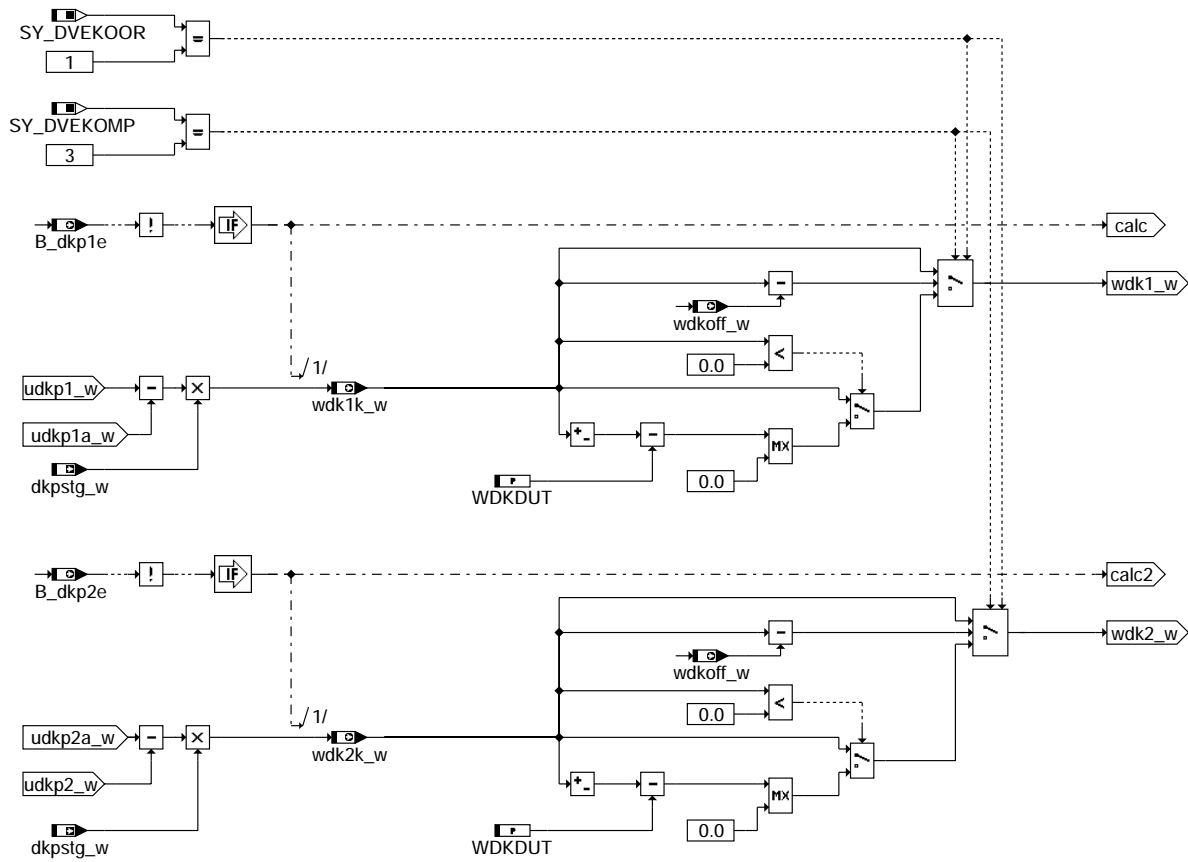 SY_DVEKOOR
=
1
SY_DVEKOMP
=
3
B_dkp1e
!
IF
calc
wdk1_w
-
wdkoff_w
<
0.0
/1/
udkp1_w
-
×
wdk1k_w
udkp1a_w
+-
-
MX
dkpstg_w
P
WDKDUT
0.0
B_dkp2e
!
IF
calc2
wdk2_w
-
wdkoff_w
<
0.0
/1/
udkp2a_w
-
×
wdk2k_w
udkp2_w
+-
-
MX
dkpstg_w
P
WDKDUT
0.0